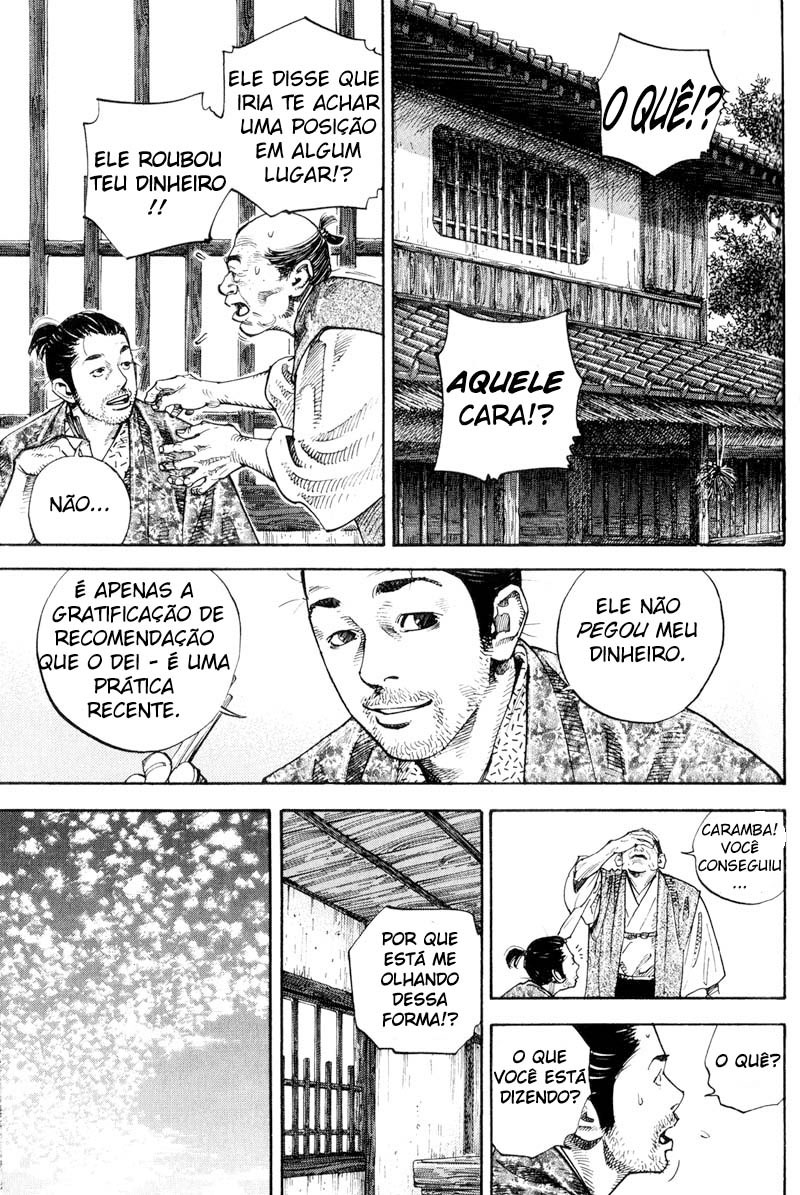 O QUÊ!?
AQUELE
CARA!?
ELE DISSE QUE
IRIA TE ACHAR
UMA POSIÇÃO
EM ALGUM
LUGAR!?
ELE ROUBOU
TEU DINHEIRO
!!
NÃO...
ELE NÃO
PEGOU MEU
DINHEIRO.
É APENAS A
GRATIFICAÇÃO DE
RECOMENDAÇÃO
QUE O DEI - É UMA
PRÁTICA
RECENTE.
CARAMBA!
VOCÊ
CONSEGUIU
...
O QUÊ?
O QUE
VOCÊ ESTÁ
DIZENDO?
POR QUE
ESTÁ ME
OLHANDO
DESSA
FORMA!?